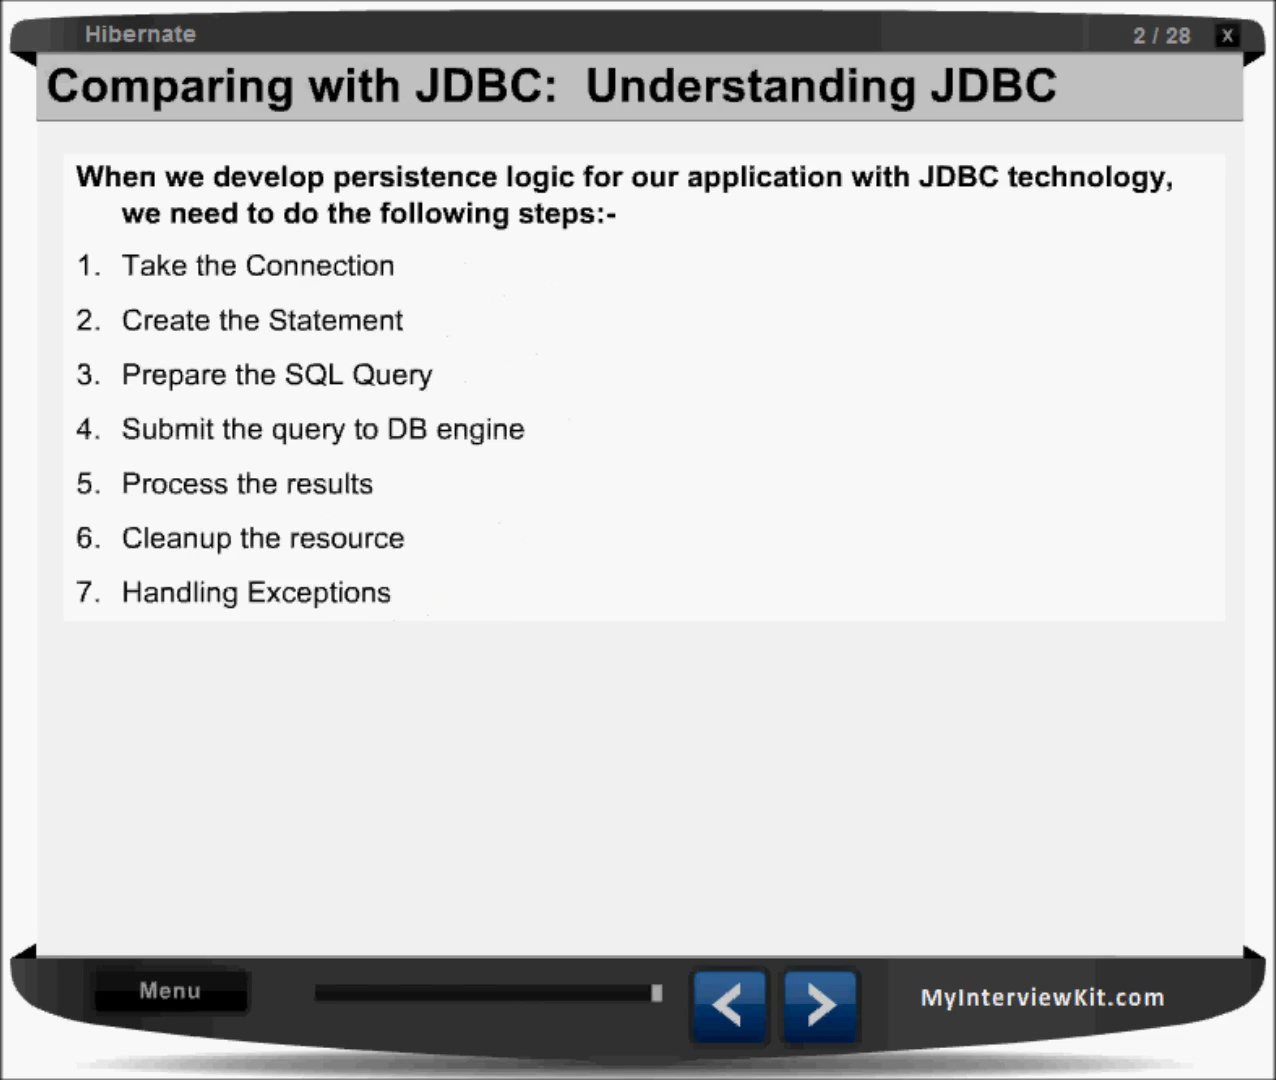 Hibernate
2 / 28 X
Comparing with JDBC: Understanding JDBC
When we develop persistence logic for our application with JDBC technology,
we need to do the following steps:-
1. Take the Connection
2. Create the Statement
3. Prepare the SQL Query
4. Submit the query to DB engine
5. Process the results
6. Cleanup the resource
7. Handling Exceptions
Menu
< >
MyInterviewKit.com